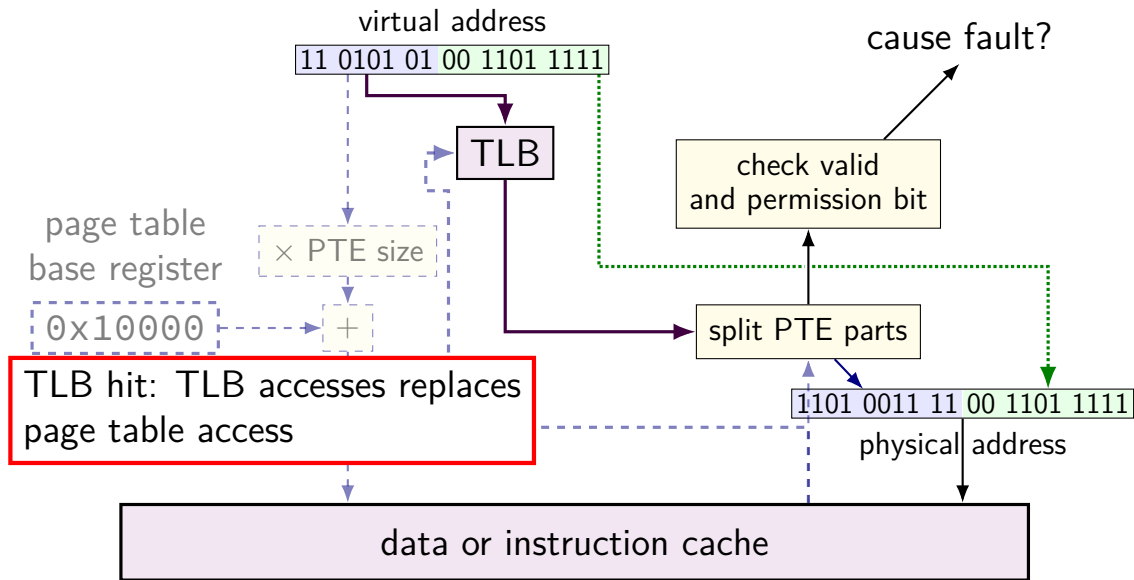 virtual address
11 0101 01 00 1101 1111
cause fault?
TLB
check valid
and permission bit
page table
base register
× PTE size
0x10000
+
split PTE parts
TLB hit: TLB accesses replaces
page table access
1101 0011 11 00 1101 1111
physical address
data or instruction cache